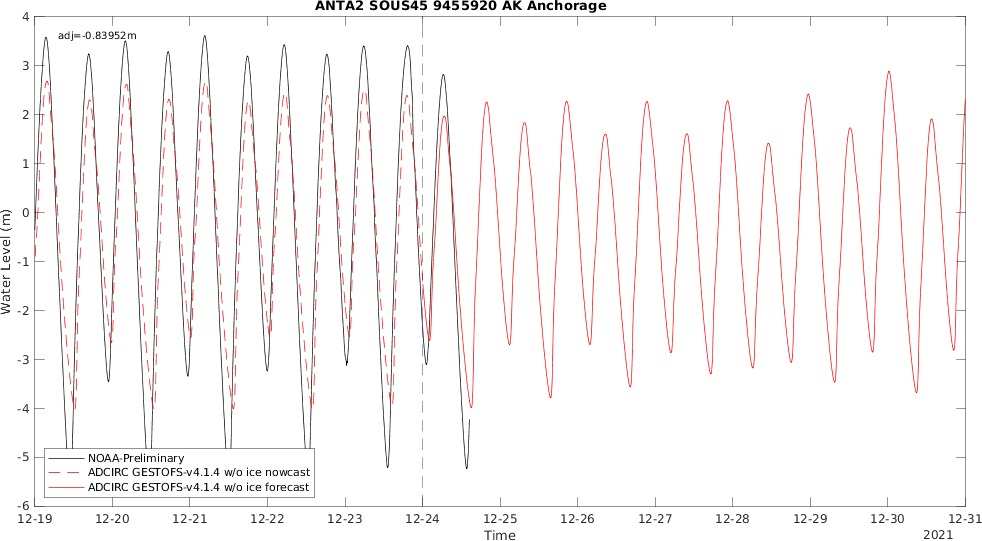 ANTA2 SOUS45 9455920 AK Anchorage
adj=-0.83952m
4
3
2
1
0
-1
-2
-3
-4
-5
-6
Water Level (m)
NOAA-Preliminary
ADCIRC GESTOFS-v4.1.4 w/o ice nowcast
ADCIRC GESTOFS-v4.1.4 w/o ice forecast
12-19 12-20 12-21 12-22 12-23 12-24 12-25 12-26 12-27 12-28 12-29 12-30 12-31
Time
2021